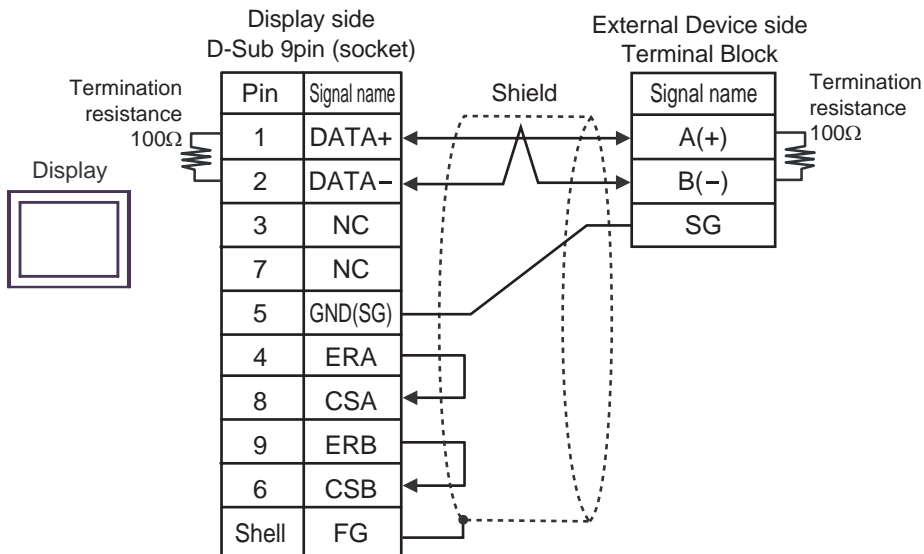 Display side
D-Sub 9pin (socket)
External Device side
Terminal Block
Termination
resistance
100Ω
Display
Pin Signal name
1 DATA+
2 DATA−
3 NC
7 NC
5 GND(SG)
4 ERA
8 CSA
9 ERB
6 CSB
Shell FG
Shield
Signal name
A(+)
B(−)
SG
Termination
resistance
100Ω